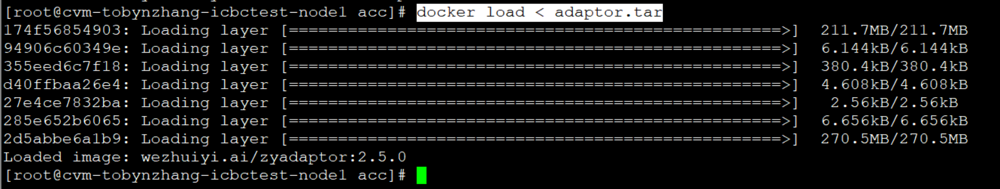 [root@cvm-tobynzhang-icbctest-node1 acc]# docker load < adaptor.tar
174f56854903: Loading layer [==================================================>]  211.7MB/211.7MB
94906c60349e: Loading layer [==================================================>]  6.144kB/6.144kB
355eed6c7f18: Loading layer [==================================================>]  380.4kB/380.4kB
d40ffbaa26e4: Loading layer [==================================================>]  4.608kB/4.608kB
27e4ce7832ba: Loading layer [==================================================>]   2.56kB/2.56kB
285e652b6065: Loading layer [==================================================>]  6.656kB/6.656kB
2d5abbe6a1b9: Loading layer [==================================================>]  270.5MB/270.5MB
Loaded image: wezhuiyi.ai/zyadaptor:2.5.0
[root@cvm-tobynzhang-icbctest-node1 acc]#